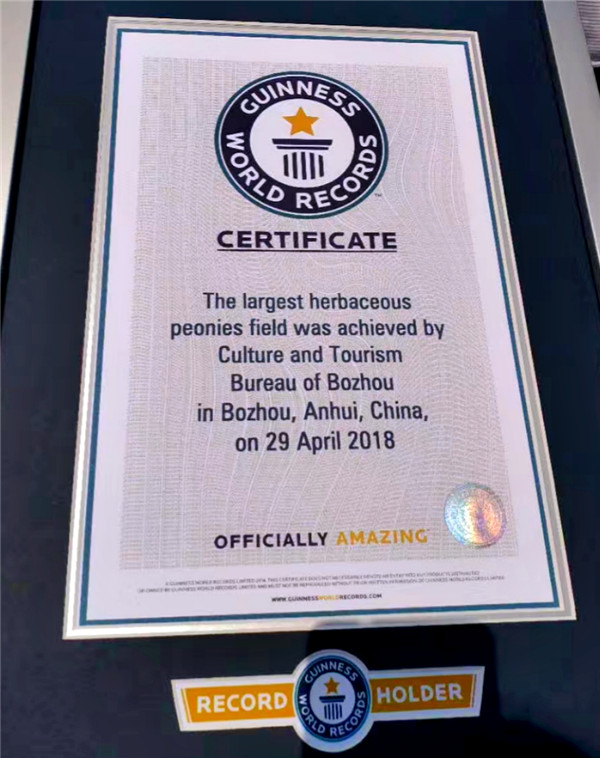 GUINNESS
WORLD RECORDS
CERTIFICATE
The largest herbaceous
peonies field was achieved by
Culture and Tourism
Bureau of Bozhou
in Bozhou, Anhui, China,
on 29 April 2018
OFFICIALLY AMAZING
WWW.GUINNESSWORLDRECORDS.COM
RECORD
GUINNESS
WORLD RECORDS
HOLDER